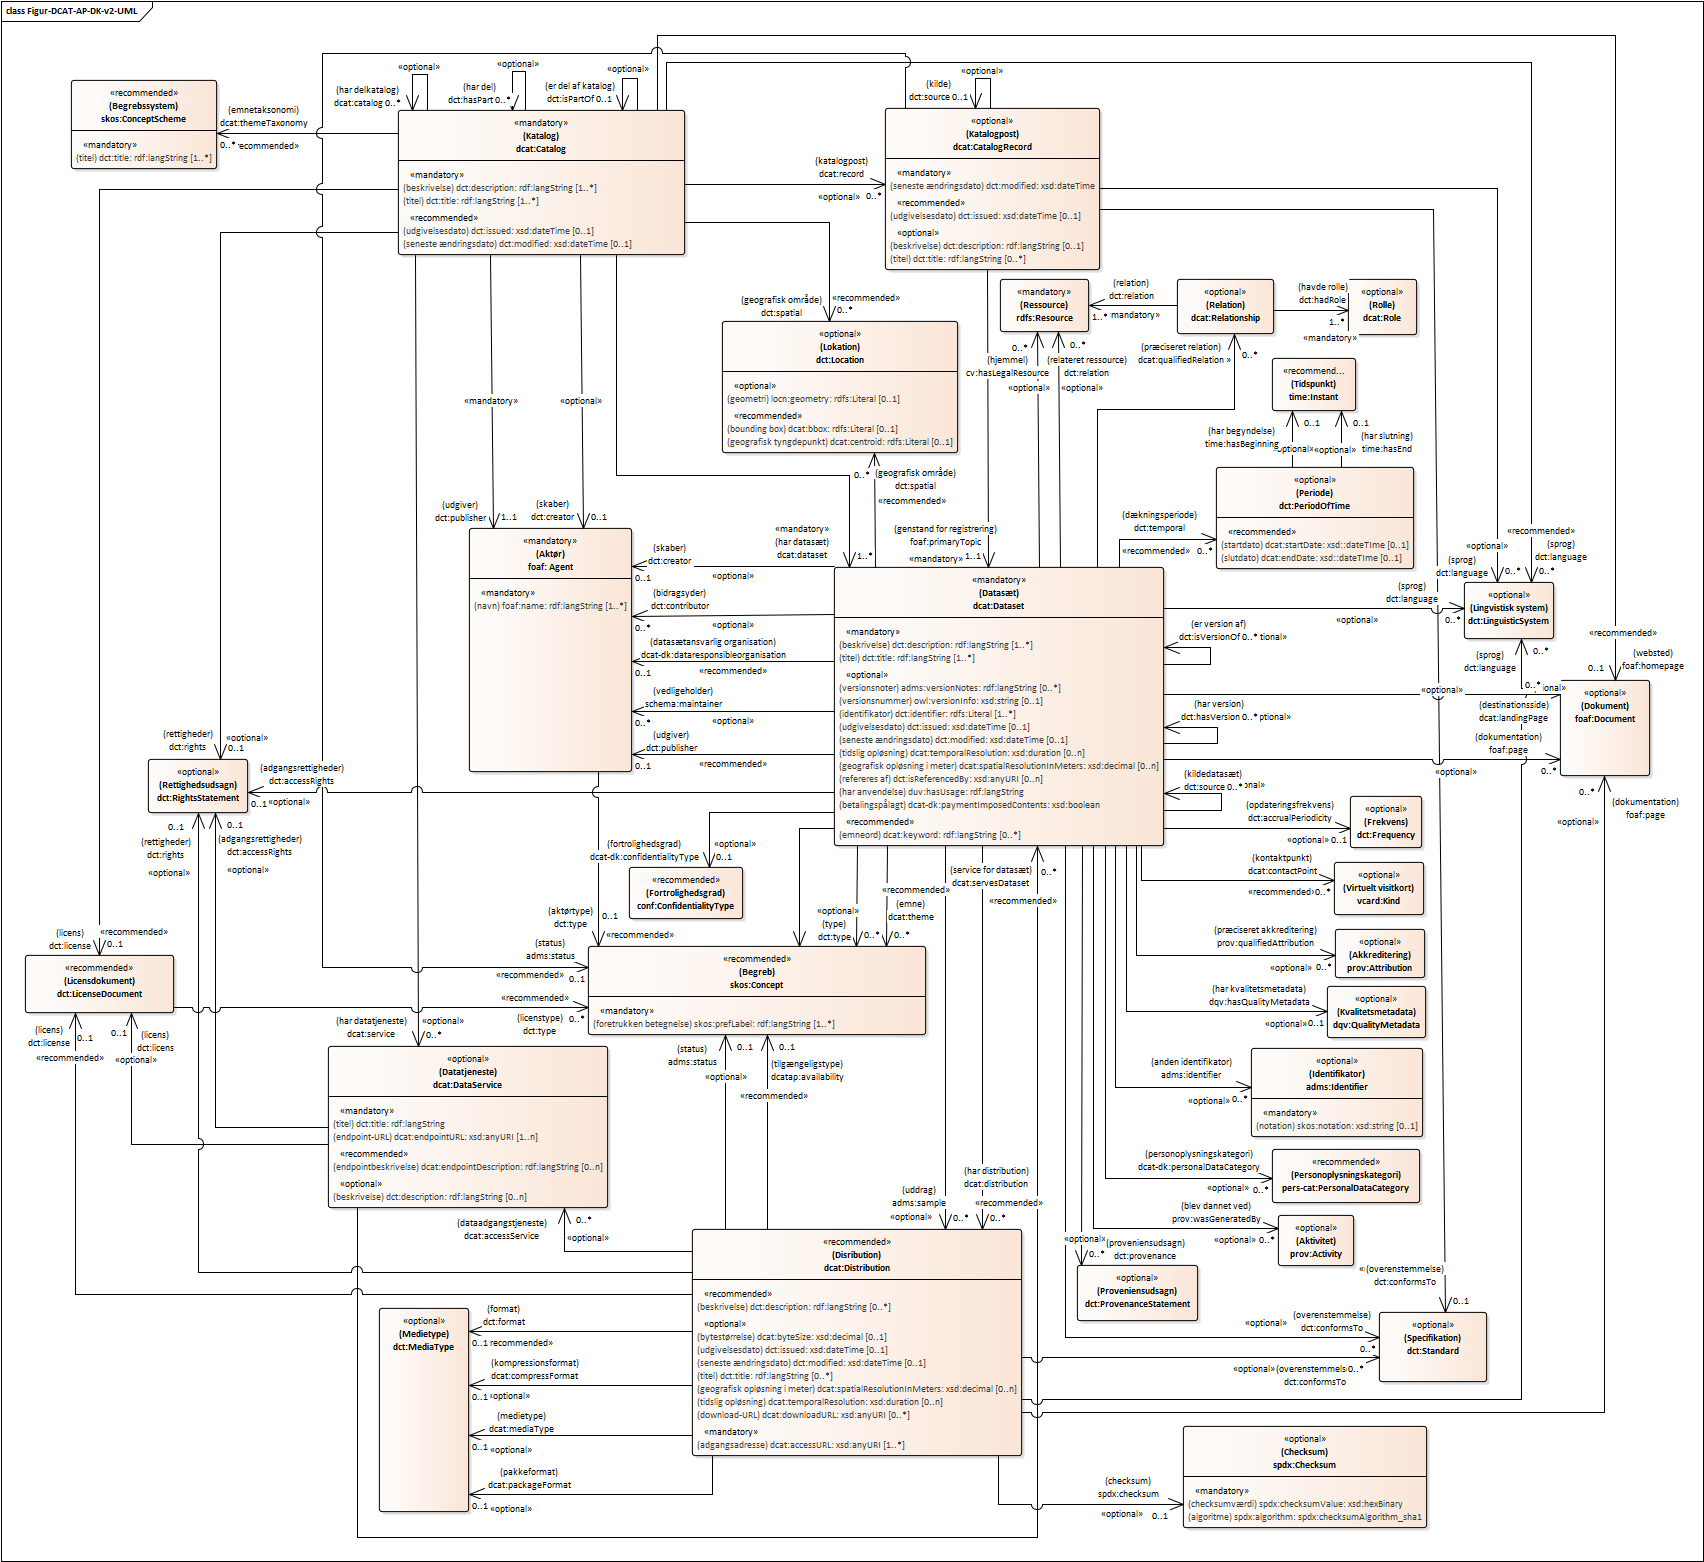 class Figur-DCAT-AP-DK-v2-UML
«recommended»
(Begrebssystem)
skos:ConceptScheme
«mandatory»
(titel) dct:title: rdf:langString [1..*]
(emnetaksonomi)
dcat:themeTaxonomy
0..*
(har delkatalog)
dcat:catalog 0..*
«optional»
(har del)
dct:hasPart 0..*
«optional»
(er del af katalog)
dct:isPartOf 0..1
«optional»
«mandatory»
(Katalog)
dcat:Catalog
«mandatory»
(beskrivelse) dct:description: rdf:langString [1..*]
(titel) dct:title: rdf:langString [1..*]
«recommended»
(udgivelsesdato) dct:issued: xsd:dateTime [0..1]
(seneste ændringsdato) dct:modified: xsd:dateTime [0..1]
(katalogpost)
dcat:record
«optional» 0..*
«optional»
(kilde)
dct:source 0..1
«optional»
(Katalogpost)
dcat:CatalogRecord
«mandatory»
(seneste ændringsdato) dct:modified: xsd:dateTime
«recommended»
(udgivelsesdato) dct:issued: xsd:dateTime [0..1]
«optional»
(beskrivelse) dct:description: rdf:langString [0..1]
(titel) dct:title: rdf:langString [0..*]
«mandatory»
(Ressource)
rdfs:Resource
(relation)
dct:relation
1..* mandatory»
«optional»
(Relation)
dcat:Relationship
(havde rolle)
dct:hadRole
1..*
«mandatory»
«optional»
(Rolle)
dcat:Role
(geografisk område)
dct:spatial
«recommended»
0..*
«optional»
(Lokation)
dct:Location
«optional»
(geometri) locn:geometry: rdfs:Literal [0..1]
«recommended»
(bounding box) dcat:bbox: rdfs:Literal [0..1]
(geografisk tyngdepunkt) dcat:centroid: rdfs:Literal [0..1]
0..*
(hjemmel)
cv:hasLegalResource
«optional»
0..*
(relateret ressource)
dct:relation
«optional»
(præciseret relation)
dcat:qualifiedRelation »
0..*
«recommend...
(Tidspunkt)
time:Instant
0..1
(har begyndelse)
time:hasBeginning
0..1
(har slutning)
time:hasEnd
«optional»
«optional»
(Periode)
dct:PeriodOfTime
«recommended»
(startdato) dcat:startDate: xsd::dateTIme [0..1]
(slutdato) dcat:endDate: xsd::dateTIme [0..1]
«mandatory»
«optional»
0..*
(geografisk område)
dct:spatial
«recommended»
(udgiver)
dct:publisher
1..1
(skaber)
dct:creator
0..1
«mandatory»
(har datasæt)
dcat:dataset
1..*
(genstand for registrering)
foaf:primaryTopic
«mandatory» 1..1
(dækningsperiode)
dct:temporal
«recommended» 0..*
«mandatory»
(Aktør)
foaf: Agent
«mandatory»
(navn) foaf:name: rdf:langString [1..*]
(skaber)
dct:creator
0..1
«optional»
(bidragsyder)
dct:contributor
0..*
«optional»
(datasætansvarlig organisation)
dcat-dk:dataresponsibleorganisation
0..1
«recommended»
(vedligeholder)
schema:maintainer
0..*
«optional»
(udgiver)
dct:publisher
0..1
«recommended»
«mandatory»
(Datasæt)
dcat:Dataset
«mandatory»
(beskrivelse) dct:description: rdf:langString [1..*]
(titel) dct:title: rdf:langString [1..*]
«optional»
(versionsnoter) adms:versionNotes: rdf:langString [0..*]
(versionsnummer) owl:versionInfo: xsd:string [0..1]
(identifikator) dct:identifier: rdfs:Literal [1..*]
(udgivelsesdato) dct:issued: xsd:dateTime [0..1]
(seneste ændringsdato) dct:modified: xsd:dateTime [0..1]
(tidslig opløsning) dcat:temporalResolution: xsd:duration [0..n]
(geografisk opløsning i meter) dcat:spatialResolutionInMeters: xsd:decimal [0..n]
(refereres af) dct:isReferencedBy: xsd:anyURI [0..n]
(har anvendelse) duv:hasUsage: rdf:langString
(betalingspålagt) dcat-dk:paymentImposedContents: xsd:boolean
«recommended»
(emneord) dcat:keyword: rdf:langString [0..*]
«optional»
(sprog)
dct:language
0..*
«recommended»
(sprog)
dct:language
0..*
(sprog)
dct:language
0..*
«optional»
«optional»
(Lingvistisk system)
dct:LinguisticSystem
(er version af)
dct:isVersionOf 0..*
(har version)
dct:hasVersion 0..*
(kildedatasæt)
dct:source 0..*
(sprog)
dct:language
0..*
«optional»
«recommended»
(websted)
foaf:homepage
0..1
«optional»
0..*
(destinationsside)
dcat:landingPage
(dokumentation)
foaf:page
0..*
«optional»
«optional»
(Dokument)
foaf:Document
0..*
(dokumentation)
foaf:page
«optional»
(rettigheder)
dct:rights
«optional»
0..1
«optional»
(Rettighedsudsagn)
dct:RightsStatement
(adgangsrettigheder)
dct:accessRights
0..1 «optional»
0..1
(rettigheder)
dct:rights
«optional»
0..1
(adgangsrettigheder)
dct:accessRights
«optional»
(fortrolighedsgrad)
dcat-dk:confidentialityType
«optional»
0..1
«recommended»
(Fortrolighedsgrad)
conf:ConfidentialityType
(opdateringsfrekvens)
dct:accrualPeriodicity
«optional» 0..1
«optional»
(Frekvens)
dct:Frequency
(kontaktpunkt)
dcat:contactPoint
«recommended» 0..*
«optional»
(Virtuelt visitkort)
vcard:Kind
(præciseret akkreditering)
prov:qualifiedAttribution
«optional» 0..*
«optional»
(Akkreditering)
prov:Attribution
(har kvalitetsmetadata)
dqv:hasQualityMetadata
«optional» 0..1
«optional»
(Kvalitetsmetadata)
dqv:QualityMetadata
(aktørtype)
dct:type
0..1
«recommended»
(status)
adms:status
«recommended» 0..1
«optional»
(type)
dct:type
0..*
«recommended»
(emne)
dcat:theme
0..*
(service for datasæt)
dcat:servesDataset
«recommended»
0..*
(licens)
dct:license
«recommended»
0..1
«recommended»
(Licensdokument)
dct:LicenseDocument
«recommended»
(licenstype)
dct:type
0..*
«recommended»
(Begreb)
skos:Concept
«mandatory»
(foretrukken betegnelse) skos:prefLabel: rdf:langString [1..*]
(licens)
dct:license
0..1
«recommended»
0..1
(licens)
dct:licens
«optional»
(har datatjeneste)
dcat:service
«optional»
0..*
«optional»
(Datatjeneste)
dcat:DataService
«mandatory»
(titel) dct:title: rdf:langString
(endpoint-URL) dcat:endpointURL: xsd:anyURI [1..n]
«recommended»
(endpointbeskrivelse) dcat:endpointDescription: rdf:langString [0..n]
«optional»
(beskrivelse) dct:description: rdf:langString [0..n]
(status)
adms:status
0..1
«optional»
0..1
(tilgængeligstype)
dcatap:availability
«recommended»
(anden identifikator)
adms:identifier
«optional» 0..*
«optional»
(Identifikator)
adms:Identifier
«mandatory»
(notation) skos:notation: xsd:string [0..1]
(personoplysningskategori)
dcat-dk:personalDataCategory
«optional» 0..*
«recommended»
(Personoplysningskategori)
pers-cat:PersonalDataCategory
(blev dannet ved)
prov:wasGeneratedBy
«optional» 0..*
«optional»
(Aktivitet)
prov:Activity
(uddrag)
adms:sample
«optional» 0..*
(har distribution)
dcat:distribution
«recommended»
0..*
(dataadgangstjeneste)
dcat:accessService
0..*
«optional»
«optional»
0..*
(proveniensudsagn)
dct:provenance
«optional»
(Proveniensudsagn)
dct:ProvenanceStatement
(overenstemmelse)
dct:conformsTo
0..1
«recommended»
(Disribution)
dcat:Distribution
«recommended»
(beskrivelse) dct:description: rdf:langString [0..*]
«optional»
(bytestørrelse) dcat:byteSize: xsd:decimal [0..1]
(udgivelsesdato) dct:issued: xsd:dateTime [0..1]
(seneste ændringsdato) dct:modified: xsd:dateTime [0..1]
(titel) dct:title: rdf:langString [0..*]
(geografisk opløsning i meter) dcat:spatialResolutionInMeters: xsd:decimal [0..n]
(tidslig opløsning) dcat:temporalResolution: xsd:duration [0..n]
(download-URL) dcat:downloadURL: xsd:anyURI [0..*]
«mandatory»
(adgangsadresse) dcat:accessURL: xsd:anyURI [1..*]
«optional»
(Medietype)
dct:MediaType
(format)
dct:format
0..1 recommended»
(kompressionsformat)
dcat:compressFormat
0..1 «optional»
(medietype)
dcat:mediaType
0..1 «optional»
(pakkeformat)
dcat:packageFormat
0..1 «optional»
«optional»
(overenstemmelse)
dct:conformsTo
0..*
«optional» (overenstemmels 0..*
dct:conformsTo
«optional»
(Specifikation)
dct:Standard
(checksum)
spdx:checksum
«optional» 0..1
«optional»
(Checksum)
spdx:Checksum
«mandatory»
(checksumværdi) spdx:checksumValue: xsd:hexBinary
(algoritme) spdx:algorithm: spdx:checksumAlgorithm_sha1